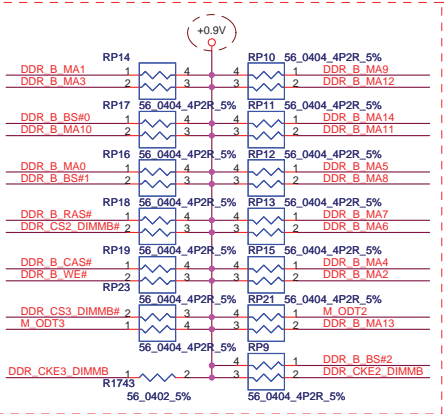 +0.9V
RP14 RP10 56_0404_4P2R_5%
DDR_B_MA1 1 4 4 1 DDR_B_MA9
DDR_B_MA3 2 3 3 2 DDR_B_MA12
RP17 56_0404_4P2R_5% RP11 56_0404_4P2R_5%
DDR_B_BS#0 1 4 4 1 DDR_B_MA14
DDR_B_MA10 2 3 3 2 DDR_B_MA11
RP16 56_0404_4P2R_5% RP12 56_0404_4P2R_5%
DDR_B_MA0 1 4 4 1 DDR_B_MA5
DDR_B_BS#1 2 3 3 2 DDR_B_MA8
RP18 56_0404_4P2R_5% RP13 56_0404_4P2R_5%
DDR_B_RAS# 1 4 4 1 DDR_B_MA7
DDR_CS2_DIMMB# 2 3 3 2 DDR_B_MA6
RP19 56_0404_4P2R_5% RP15 56_0404_4P2R_5%
DDR_B_CAS# 1 4 4 1 DDR_B_MA4
DDR_B_WE# 2 3 3 2 DDR_B_MA2
RP23 56_0404_4P2R_5% RP21 56_0404_4P2R_5%
DDR_CS3_DIMMB# 2 3 4 1 M_ODT2
M_ODT3 1 4 3 2 DDR_B_MA13
56_0404_4P2R_5% RP9 56_0404_4P2R_5%
4 1 DDR_B_BS#2
DDR_CKE3_DIMMB 1 2 3 2 DDR_CKE2_DIMMB
R1743
56_0402_5% 56_0404_4P2R_5%